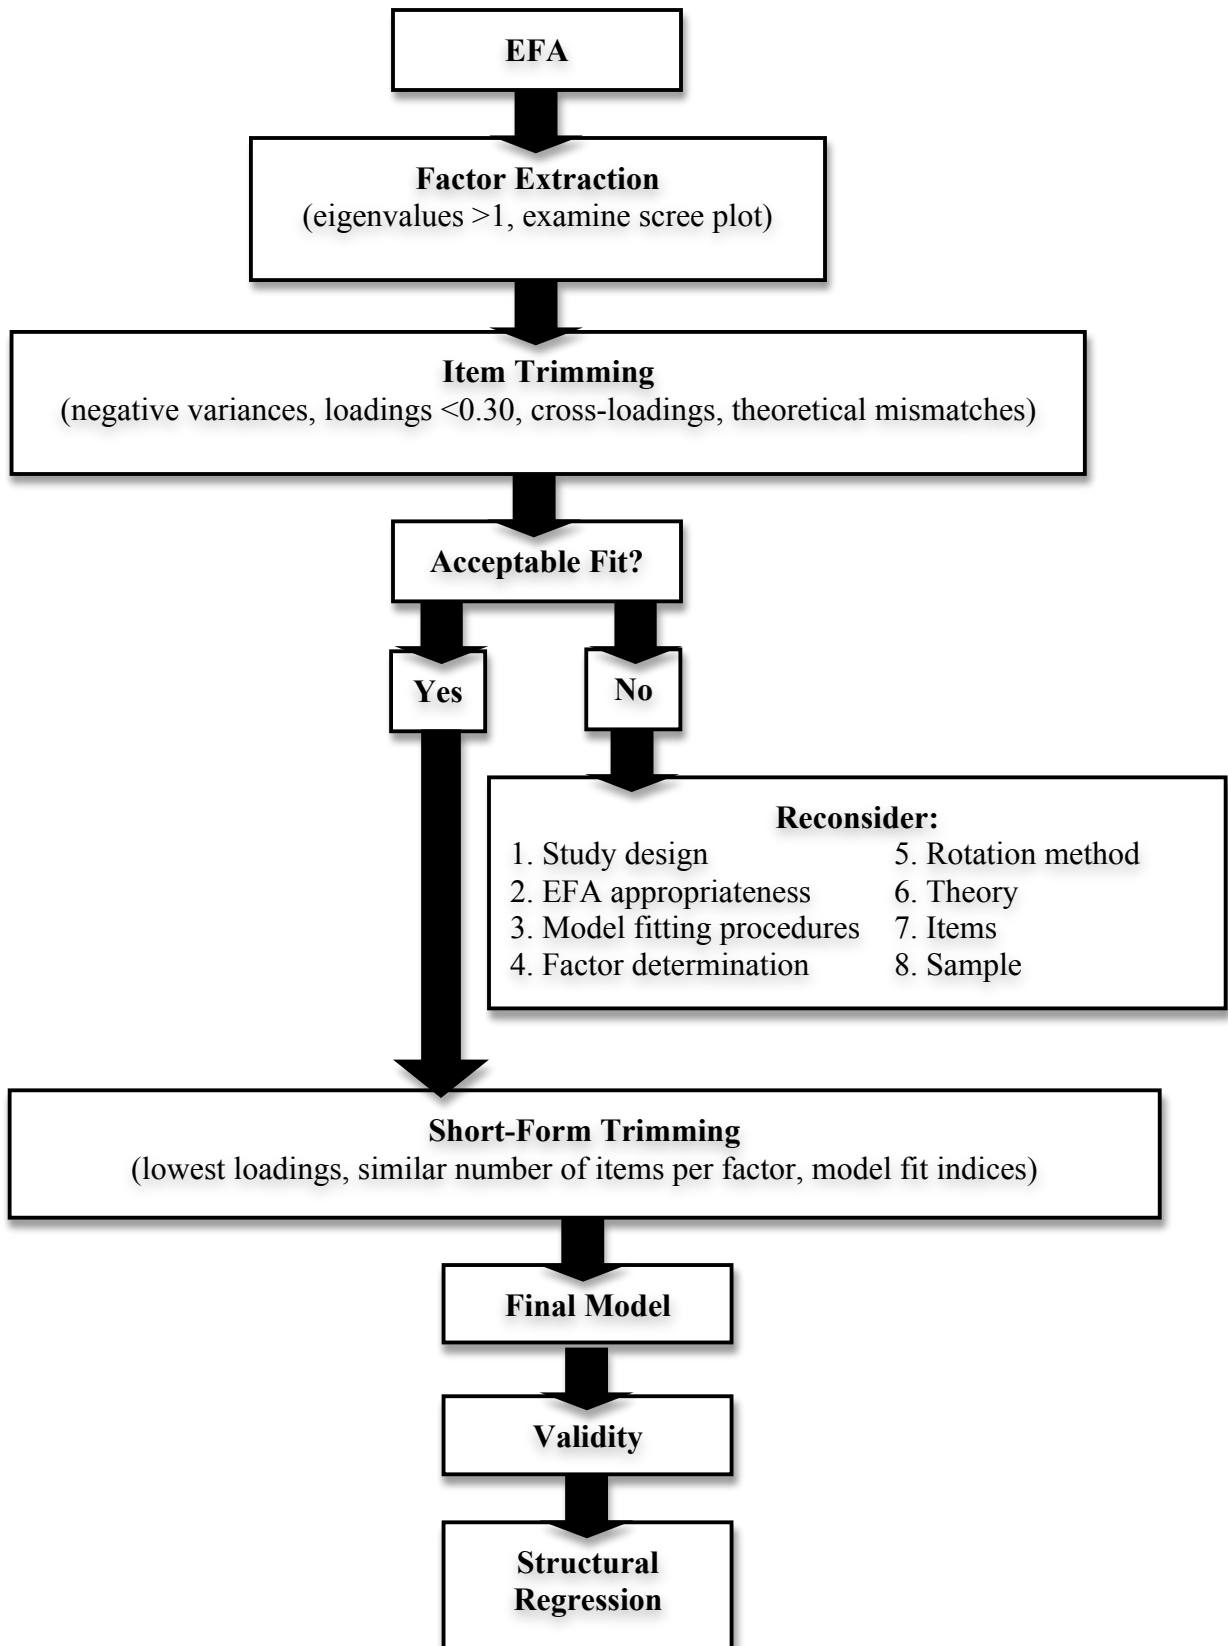 EFA
Factor Extraction
(eigenvalues >1, examine scree plot)
Item Trimming
(negative variances, loadings <0.30, cross-loadings, theoretical mismatches)
Acceptable Fit?
Yes
No
Reconsider:
1. Study design
2. EFA appropriateness
3. Model fitting procedures
4. Factor determination
5. Rotation method
6. Theory
7. Items
8. Sample
Short-Form Trimming
(lowest loadings, similar number of items per factor, model fit indices)
Final Model
Validity
Structural
Regression